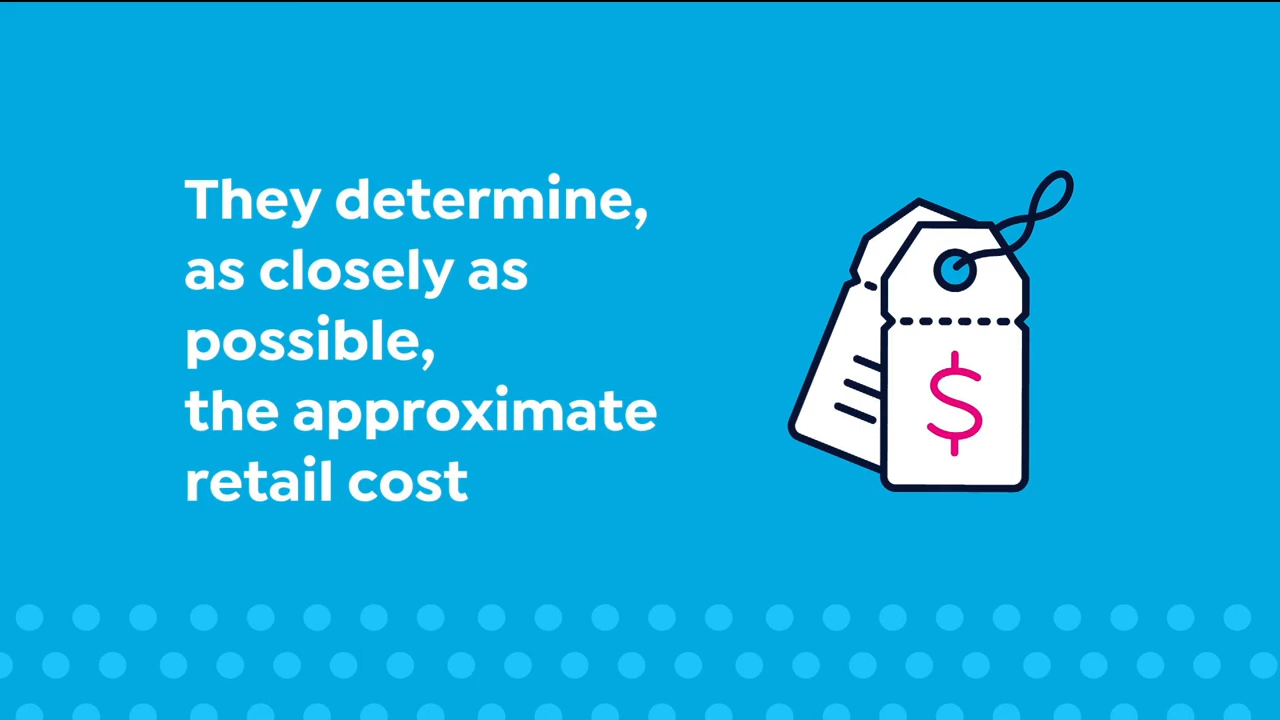 They determine,
as closely as
possible,
the approximate
retail cost
$